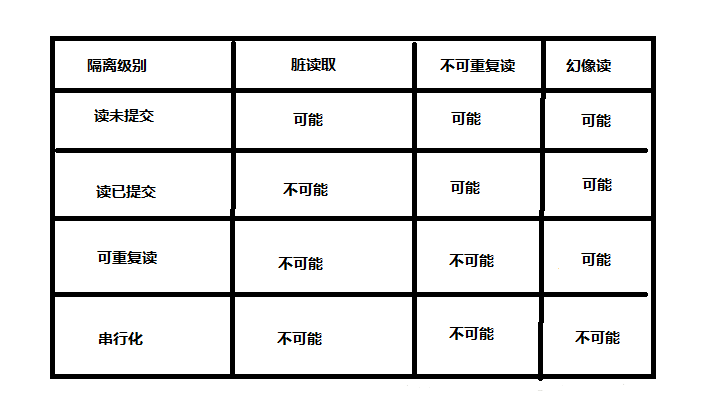 隔离级别 脏读取 不可重复读 幻像读
读未提交 可能 可能 可能
读已提交 不可能 可能 可能
可重复读 不可能 不可能 可能
串行化 不可能 不可能 不可能